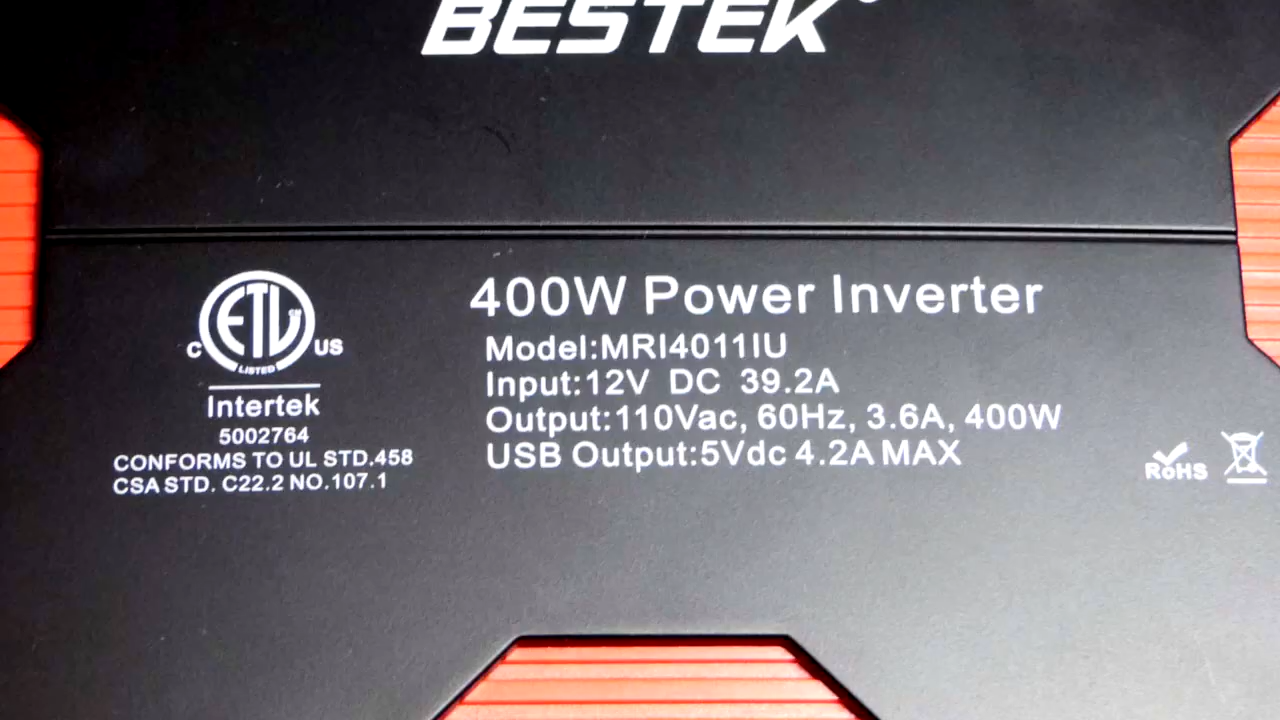 BESTEK
ETL
C
US
LISTED
Intertek
5002764
CONFORMS TO UL STD.458
CSA STD. C22.2 NO.107.1
400W Power Inverter
Model:MRI4011IU
Input:12V DC 39.2A
Output:110Vac, 60Hz, 3.6A, 400W
USB Output:5Vdc 4.2A MAX
RoHS